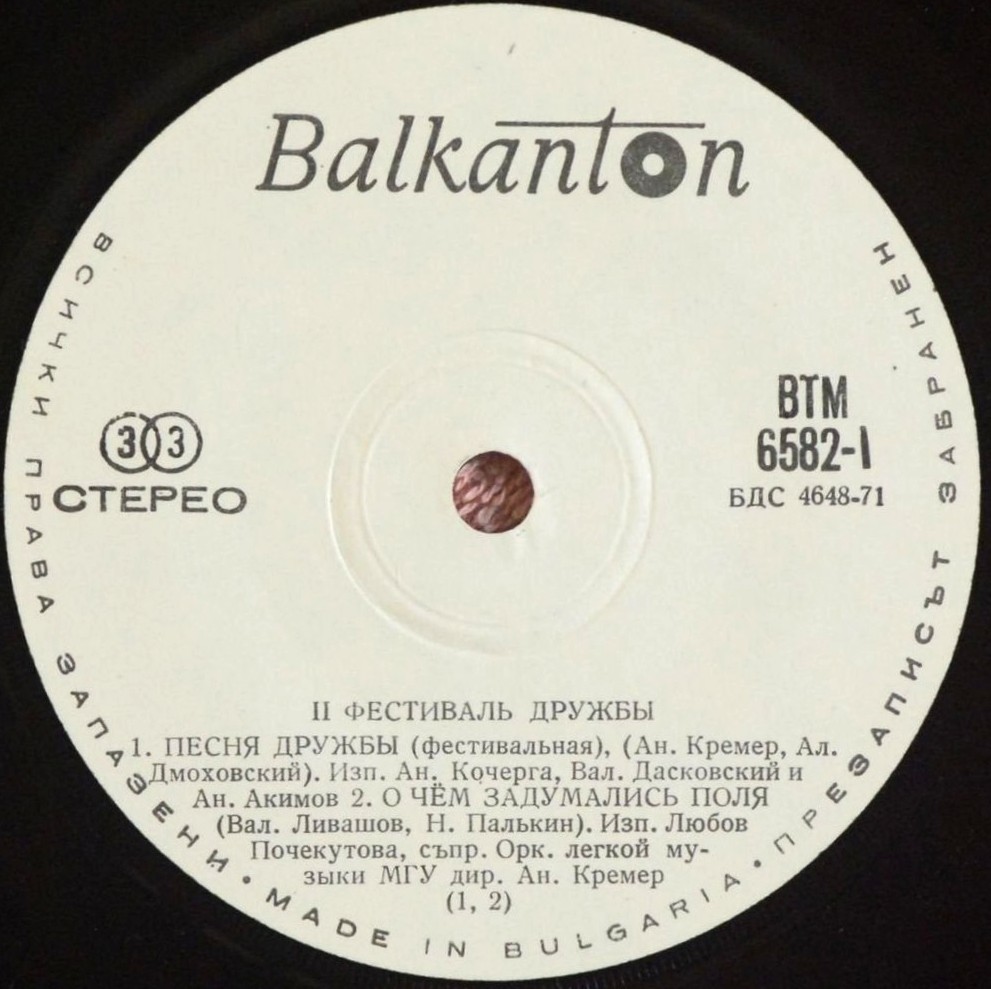 Balkanton
ВСИЧКИ ПРАВА ЗАПАЗЕНИ • MADE IN BULGARIA • ПРЕЗАПИСЪТ ЗАБРАНЕН
33
СТЕРЕО
ВТМ
6582-1
БДС 4648-71
II ФЕСТИВАЛЬ ДРУЖБЫ
1. ПЕСНЯ ДРУЖБЫ (фестивальная), (Ан. Кремер, Ал.
Дмоховский). Изп. Ан. Кочерга, Вал. Дасковский и
Ан. Акимов 2. О ЧЁМ ЗАДУМАЛИСЬ ПОЛЯ
(Вал. Ливашов, Н. Палькин). Изп. Любов
Почекутова, съпр. Орк. легкой му-
зыки МГУ дир. Ан. Кремер
(1, 2)